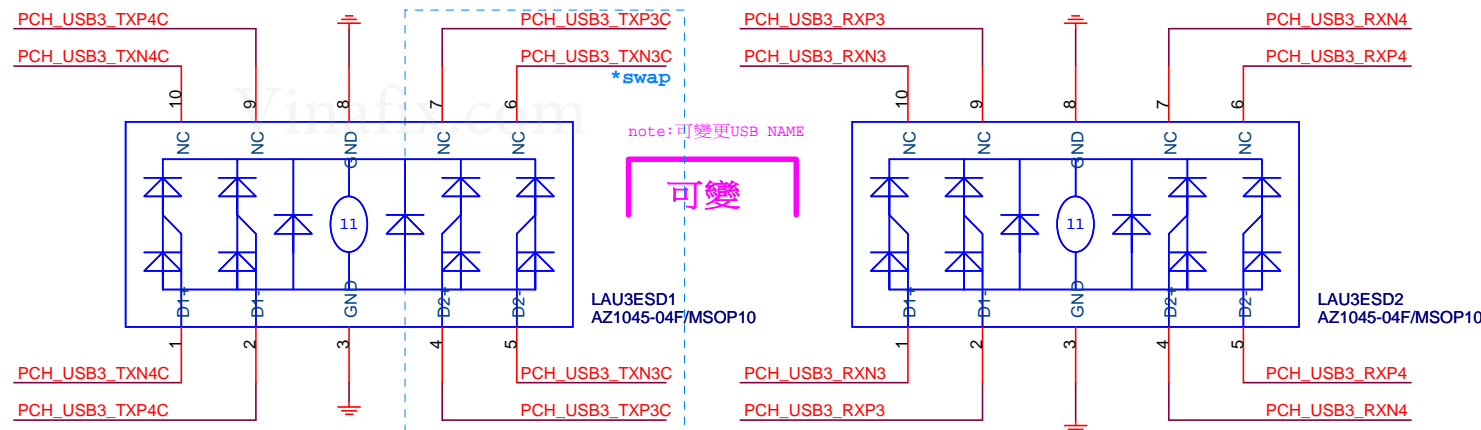 PCH_USB3_TXP4C
PCH_USB3_TXP3C
PCH_USB3_RXP3
PCH_USB3_RXN4
PCH_USB3_TXN4C
PCH_USB3_TXN3C
PCH_USB3_RXN3
PCH_USB3_RXP4
*swap
10 9 8 7 6
10 9 8 7 6
Vinafix.com
note:可變更USB NAME
NC NC GND NC NC
NC NC GND NC NC
可變
11
11
D1+ D1- GND D2+ D2-
D1+ D1- GND D2+ D2-
LAU3ESD1
AZ1045-04F/MSOP10
LAU3ESD2
AZ1045-04F/MSOP10
1 2 3 4 5
1 2 3 4 5
PCH_USB3_TXN4C
PCH_USB3_TXN3C
PCH_USB3_RXN3
PCH_USB3_RXP4
PCH_USB3_TXP4C
PCH_USB3_TXP3C
PCH_USB3_RXP3
PCH_USB3_RXN4